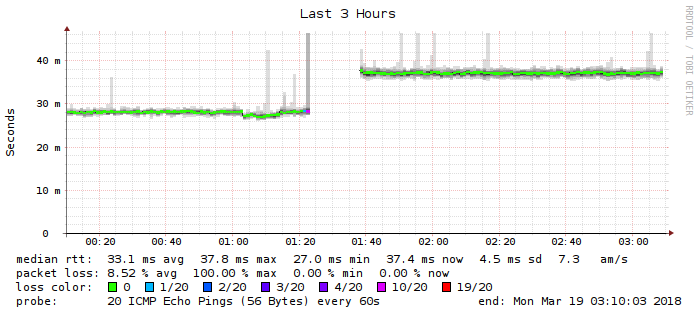 Last 3 Hours
RRDTOOL / TOBI OETIKER
Seconds
40 m
30 m
20 m
10 m
0
00:20 00:40 01:00 01:20 01:40 02:00 02:20 02:40 03:00
median rtt: 33.1 ms avg 37.8 ms max 27.0 ms min 37.4 ms now 4.5 ms sd 7.3 am/s
packet loss: 8.52 % avg 100.00 % max 0.00 % min 0.00 % now
loss color: 0 1/20 2/20 3/20 4/20 10/20 19/20
probe: 20 ICMP Echo Pings (56 Bytes) every 60s end: Mon Mar 19 03:10:03 2018